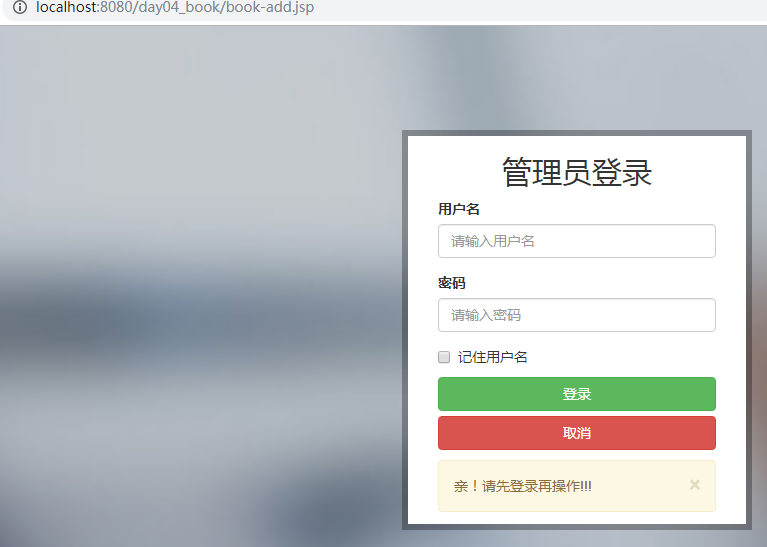 localhost:8080/day04_book/book-add.jsp
管理员登录
用户名
请输入用户名
密码
请输入密码
记住用户名
登录
取消
亲！请先登录再操作!!! ×